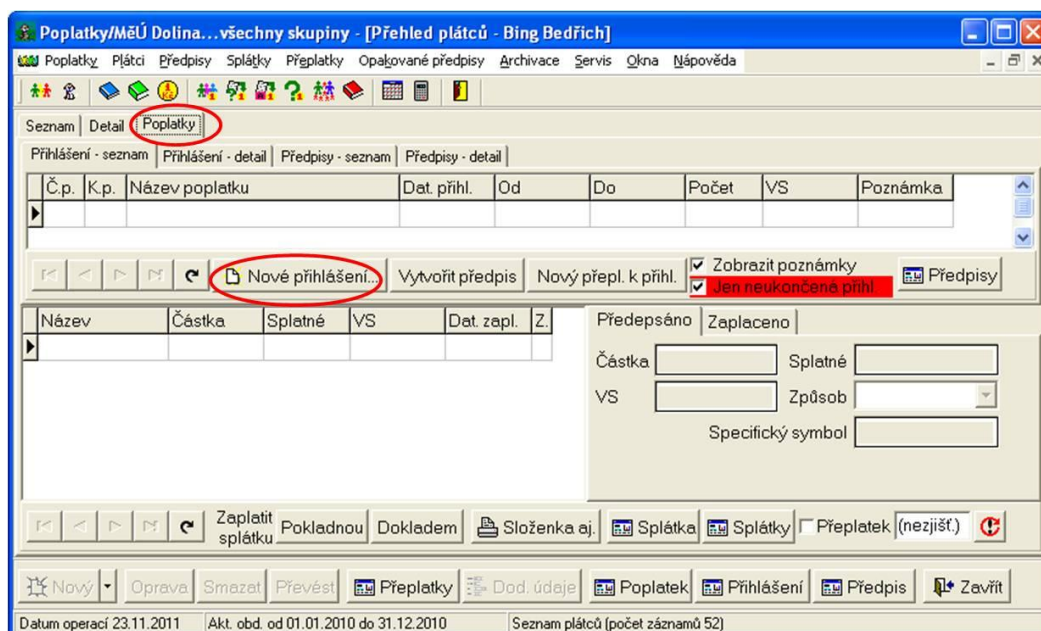 Poplatky/MěÚ Dolina...všechny skupiny - [Přehled plátců - Bing Bedřich]
Poplatky Plátci Předpisy Splátky Přeplatky Opakované předpisy Archivace Servis Okna Nápověda
Seznam Detail Poplatky
Přihlášení - seznam Přihlášení - detail Předpisy - seznam Předpisy - detail
Č.p. K.p. Název poplatku Dat. přihl. Od Do Počet VS Poznámka
Nové přihlášení... Vytvořit předpis Nový přepl. k přihl. Zobrazit poznámky Předpisy
Jen neukončená přihl.
Název Částka Splatné VS Dat. zapl. Z. Předepsáno Zaplaceno
Částka Splatné
VS Způsob
Specifický symbol
Zaplatit splátku Pokladnou Dokladem Složenka aj. Splátka Splátky Přeplatek (nezjišť.)
Nový Oprava Smazat Převést Přeplatky Dod. údaje Poplatek Přihlášení Předpis Zavřít
Datum operací 23.11.2011 Akt. obd. od 01.01.2010 do 31.12.2010 Seznam plátců (počet záznamů 52)